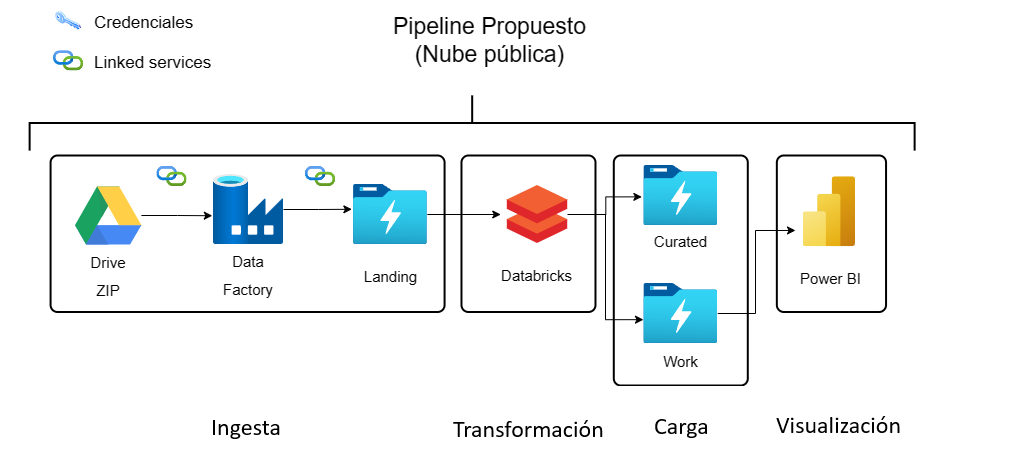 Credenciales
Linked services
Pipeline Propuesto
(Nube pública)
Drive
ZIP
Data
Factory
Landing
Databricks
Curated
Work
Power BI
Ingesta
Transformación
Carga
Visualización